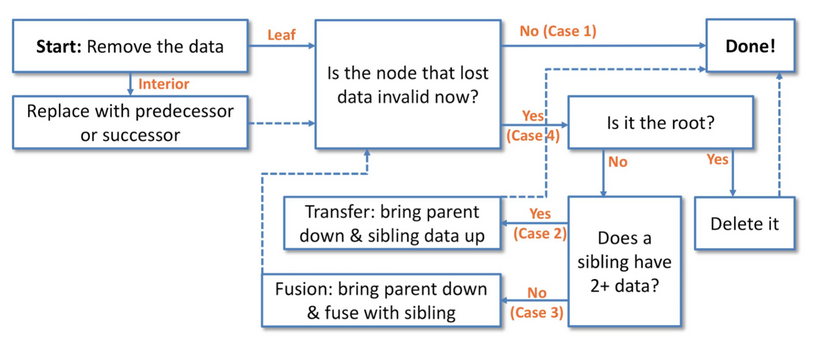 Start: Remove the data
Leaf
Interior
Replace with predecessor
or successor
Is the node that lost
data invalid now?
No (Case 1)
Done!
Yes
(Case 4)
Is it the root?
No
Yes
Delete it
Does a
sibling have
2+ data?
Yes
(Case 2)
Transfer: bring parent
down & sibling data up
No
(Case 3)
Fusion: bring parent down
& fuse with sibling